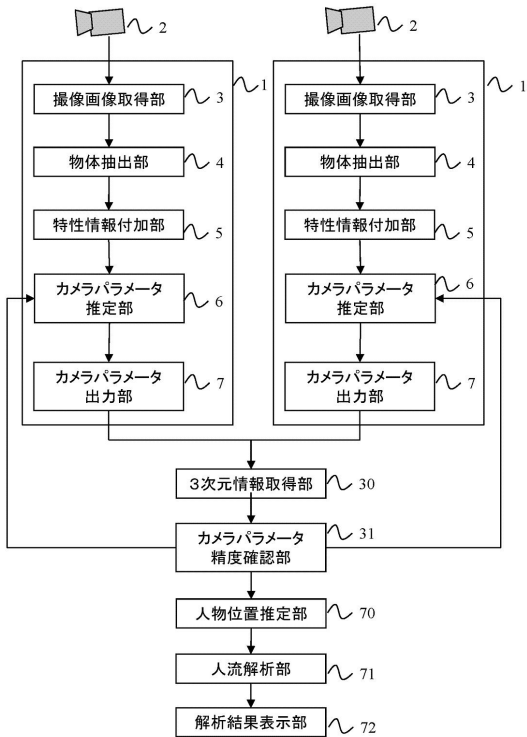 2
2
1
1
撮像画像取得部
3
撮像画像取得部
3
物体抽出部
4
物体抽出部
4
特性情報付加部
5
特性情報付加部
5
カメラパラメータ
推定部
6
カメラパラメータ
推定部
6
カメラパラメータ
出力部
7
カメラパラメータ
出力部
7
3次元情報取得部
30
カメラパラメータ
精度確認部
31
人物位置推定部
70
人流解析部
71
解析結果表示部
72